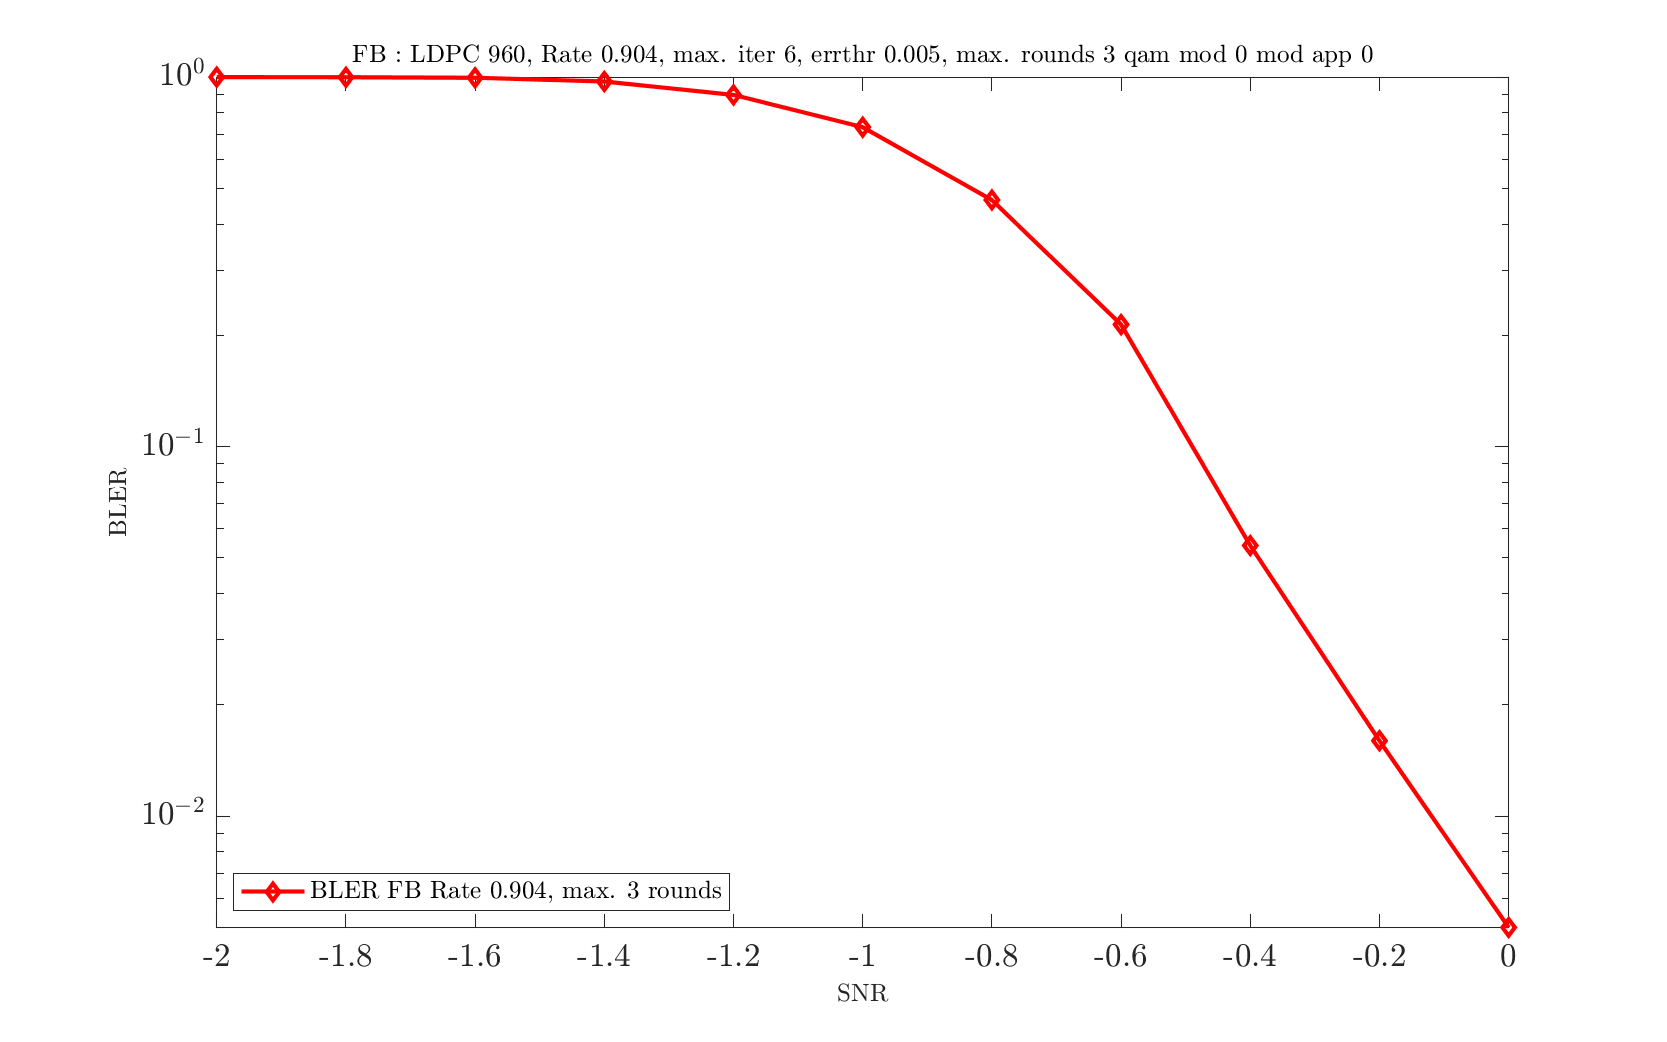 FB : LDPC 960, Rate 0.904, max. iter 6, errthr 0.005, max. rounds 3 qam mod 0 mod app 0
10^0
10^-1
10^-2
BLER
BLER FB Rate 0.904, max. 3 rounds
-2 -1.8 -1.6 -1.4 -1.2 -1 -0.8 -0.6 -0.4 -0.2 0
SNR